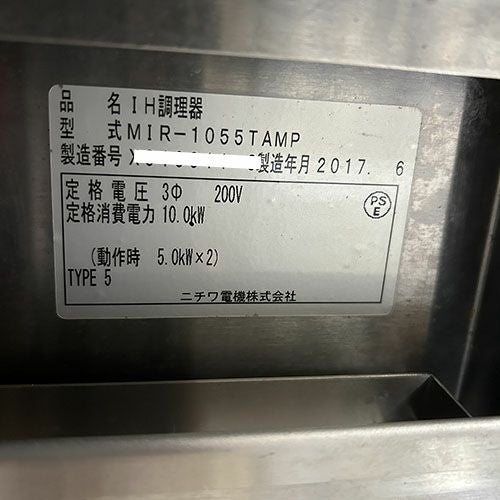 品 名 IH調理器
型 式 MIR-1055TAMP
製造番号 製造年月 2017. 6
定格電圧 3Φ 200V
定格消費電力 10.0kW
PS
E
(動作時 5.0kW×2)
TYPE 5
ニチワ電機株式会社